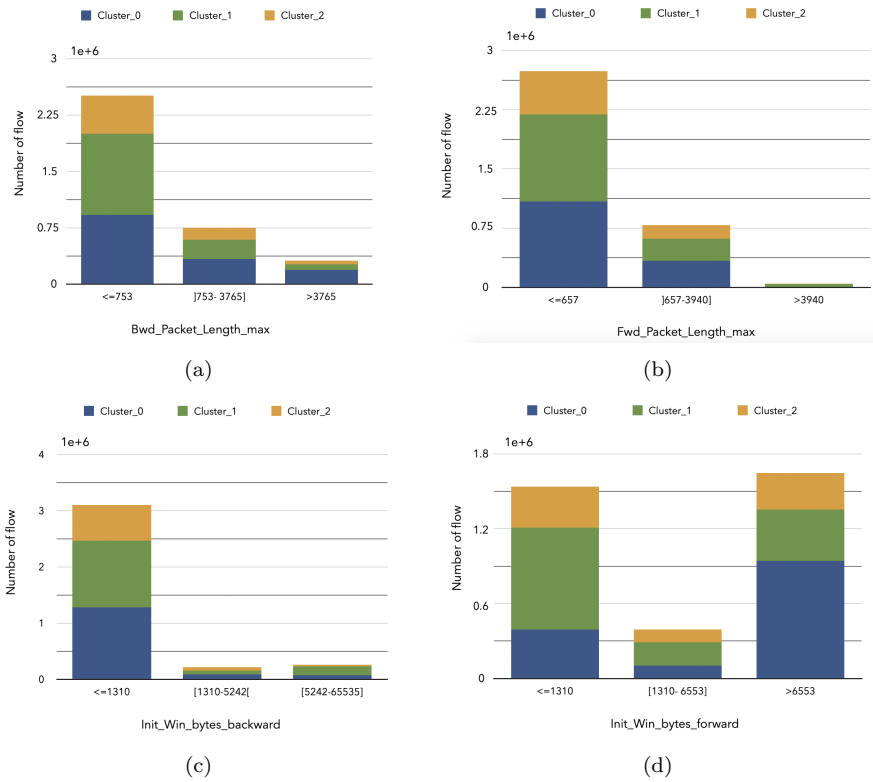 Cluster_0 Cluster_1 Cluster_2
1e+6
3
2.25
1.5
0.75
0
Number of flow
<=753 ]753- 3765] >3765
Bwd_Packet_Length_max
(a)
Cluster_0 Cluster_1 Cluster_2
1e+6
3
2.25
1.5
0.75
0
Number of flow
<=657 ]657-3940] >3940
Fwd_Packet_Length_max
(b)
Cluster_0 Cluster_1 Cluster_2
1e+6
4
3
2
1
0
Number of flow
<=1310 [1310-5242[ [5242-65535]
Init_Win_bytes_backward
(c)
Cluster_0 Cluster_1 Cluster_2
1e+6
1.8
1.2
0.6
0
Number of flow
<=1310 [1310- 6553] >6553
Init_Win_bytes_forward
(d)